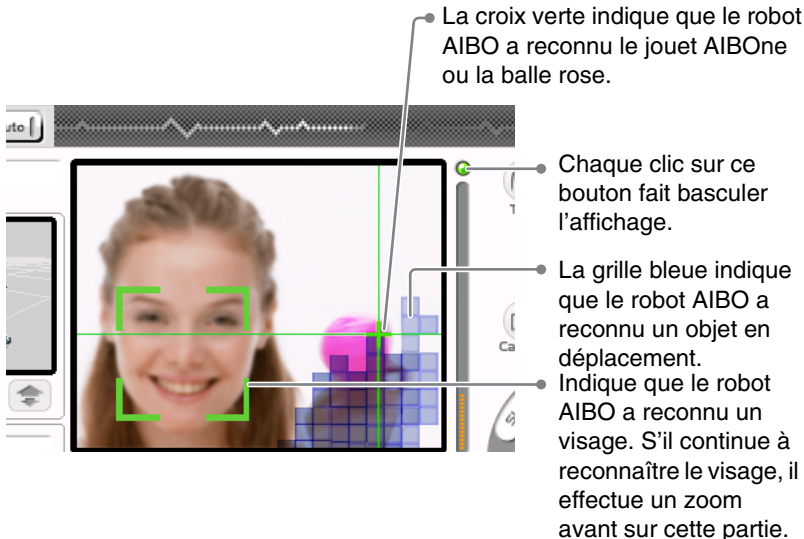 La croix verte indique que le robot
AIBO a reconnu le jouet AIBOne
ou la balle rose.
Chaque clic sur ce
bouton fait basculer
l’affichage.
La grille bleue indique
que le robot AIBO a
reconnu un objet en
déplacement.
Indique que le robot
AIBO a reconnu un
visage. S’il continue à
reconnaître le visage, il
effectue un zoom
avant sur cette partie.